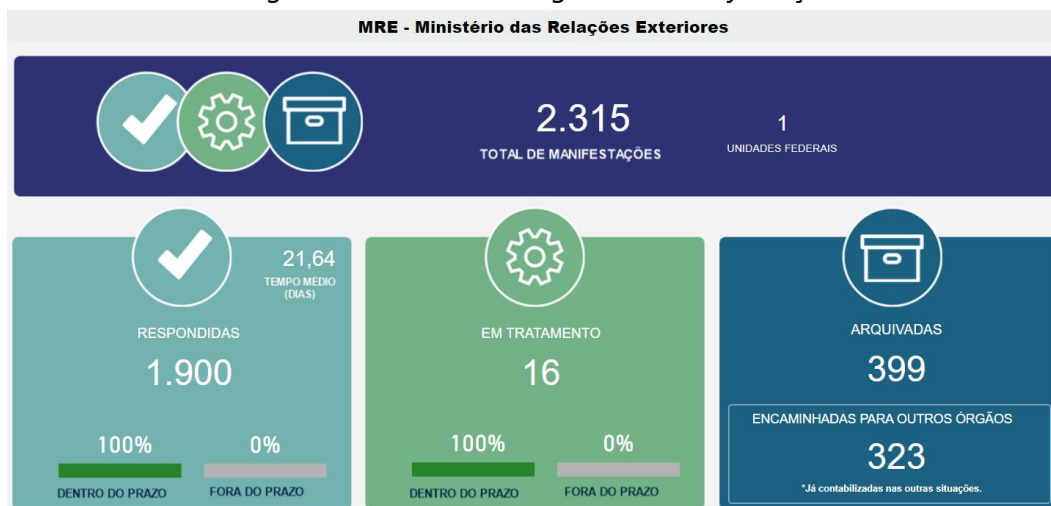 MRE - Ministério das Relações Exteriores
2.315
TOTAL DE MANIFESTAÇÕES
1
UNIDADES FEDERAIS
21,64
TEMPO MÉDIO
(DIAS)
RESPONDIDAS
1.900
100%
0%
DENTRO DO PRAZO
FORA DO PRAZO
EM TRATAMENTO
16
100%
0%
DENTRO DO PRAZO
FORA DO PRAZO
ARQUIVADAS
399
ENCAMINHADAS PARA OUTROS ÓRGÃOS
323
*Já contabilizadas nas outras situações.